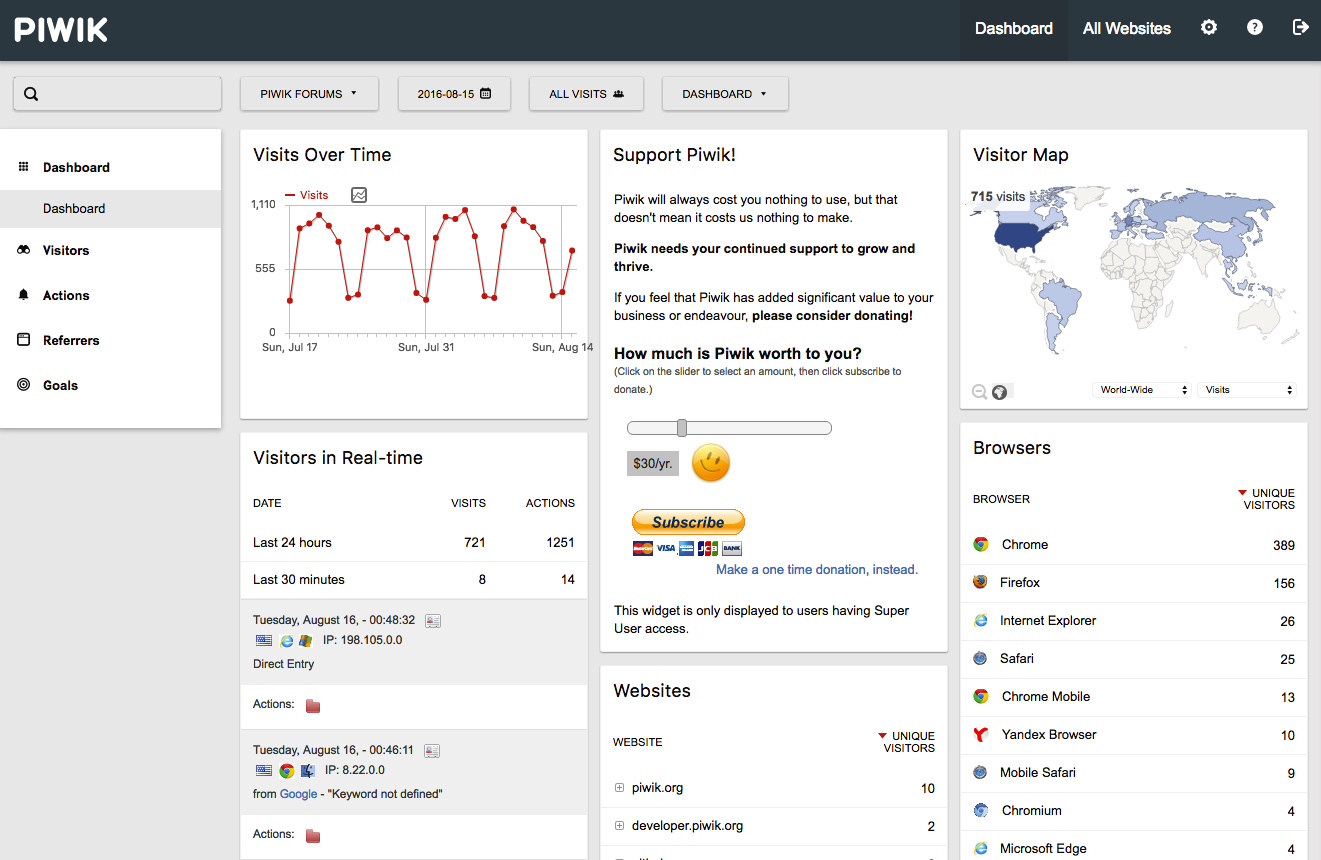 PIWIK
Dashboard
All Websites
PIWIK FORUMS
2016-08-15
ALL VISITS
DASHBOARD
Dashboard
Dashboard
Visitors
Actions
Referrers
Goals
Visits Over Time
Visits
1,110
555
0
Sun, Jul 17
Sun, Jul 31
Sun, Aug 14
Visitors in Real-time
DATE VISITS ACTIONS
Last 24 hours 721 1251
Last 30 minutes 8 14
Tuesday, August 16, - 00:48:32
IP: 198.105.0.0
Direct Entry
Actions:
Tuesday, August 16, - 00:46:11
IP: 8.22.0.0
from Google - "Keyword not defined"
Actions:
Support Piwik!
Piwik will always cost you nothing to use, but that
doesn't mean it costs us nothing to make.
Piwik needs your continued support to grow and
thrive.
If you feel that Piwik has added significant value to your
business or endeavour, please consider donating!
How much is Piwik worth to you?
(Click on the slider to select an amount, then click subscribe to
donate.)
$30/yr.
Subscribe
MasterCard VISA JCB BANK
Make a one time donation, instead.
This widget is only displayed to users having Super
User access.
Websites
WEBSITE
UNIQUE
VISITORS
piwik.org 10
developer.piwik.org 2
Visitor Map
715 visits
World-Wide
Visits
Browsers
BROWSER
UNIQUE
VISITORS
Chrome 389
Firefox 156
Internet Explorer 26
Safari 25
Chrome Mobile 13
Yandex Browser 10
Mobile Safari 9
Chromium 4
Microsoft Edge 4